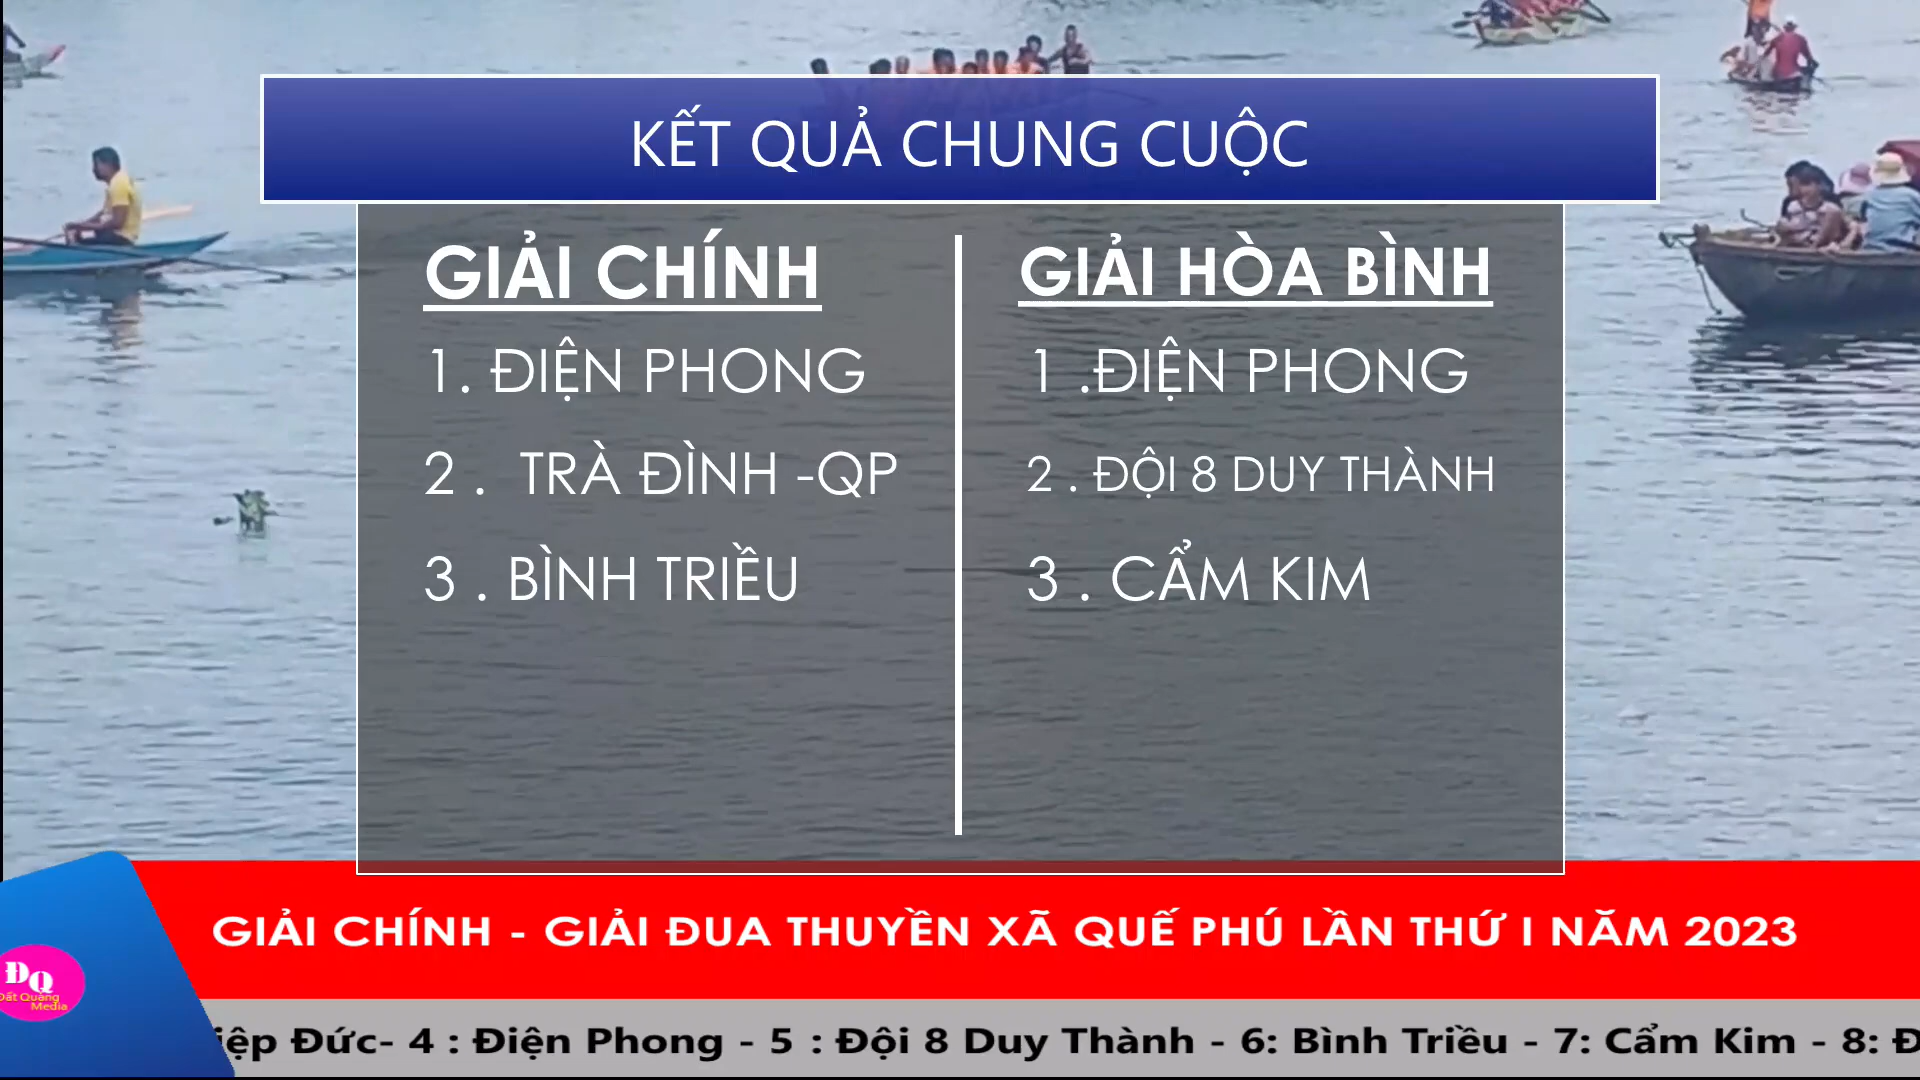 KẾT QUẢ CHUNG CUỘC
GIẢI CHÍNH
1. ĐIỆN PHONG
2 . TRÀ ĐÌNH -QP
3 . BÌNH TRIỀU
GIẢI HÒA BÌNH
1 .ĐIỆN PHONG
2 . ĐỘI 8 DUY THÀNH
3 . CẨM KIM
GIẢI CHÍNH - GIẢI ĐUA THUYỀN XÃ QUẾ PHÚ LẦN THỨ I NĂM 2023
ĐQ
Đất Quảng
Media
iệp Đức- 4 : Điện Phong - 5 : Đội 8 Duy Thành - 6: Bình Triều - 7: Cẩm Kim - 8: Đ